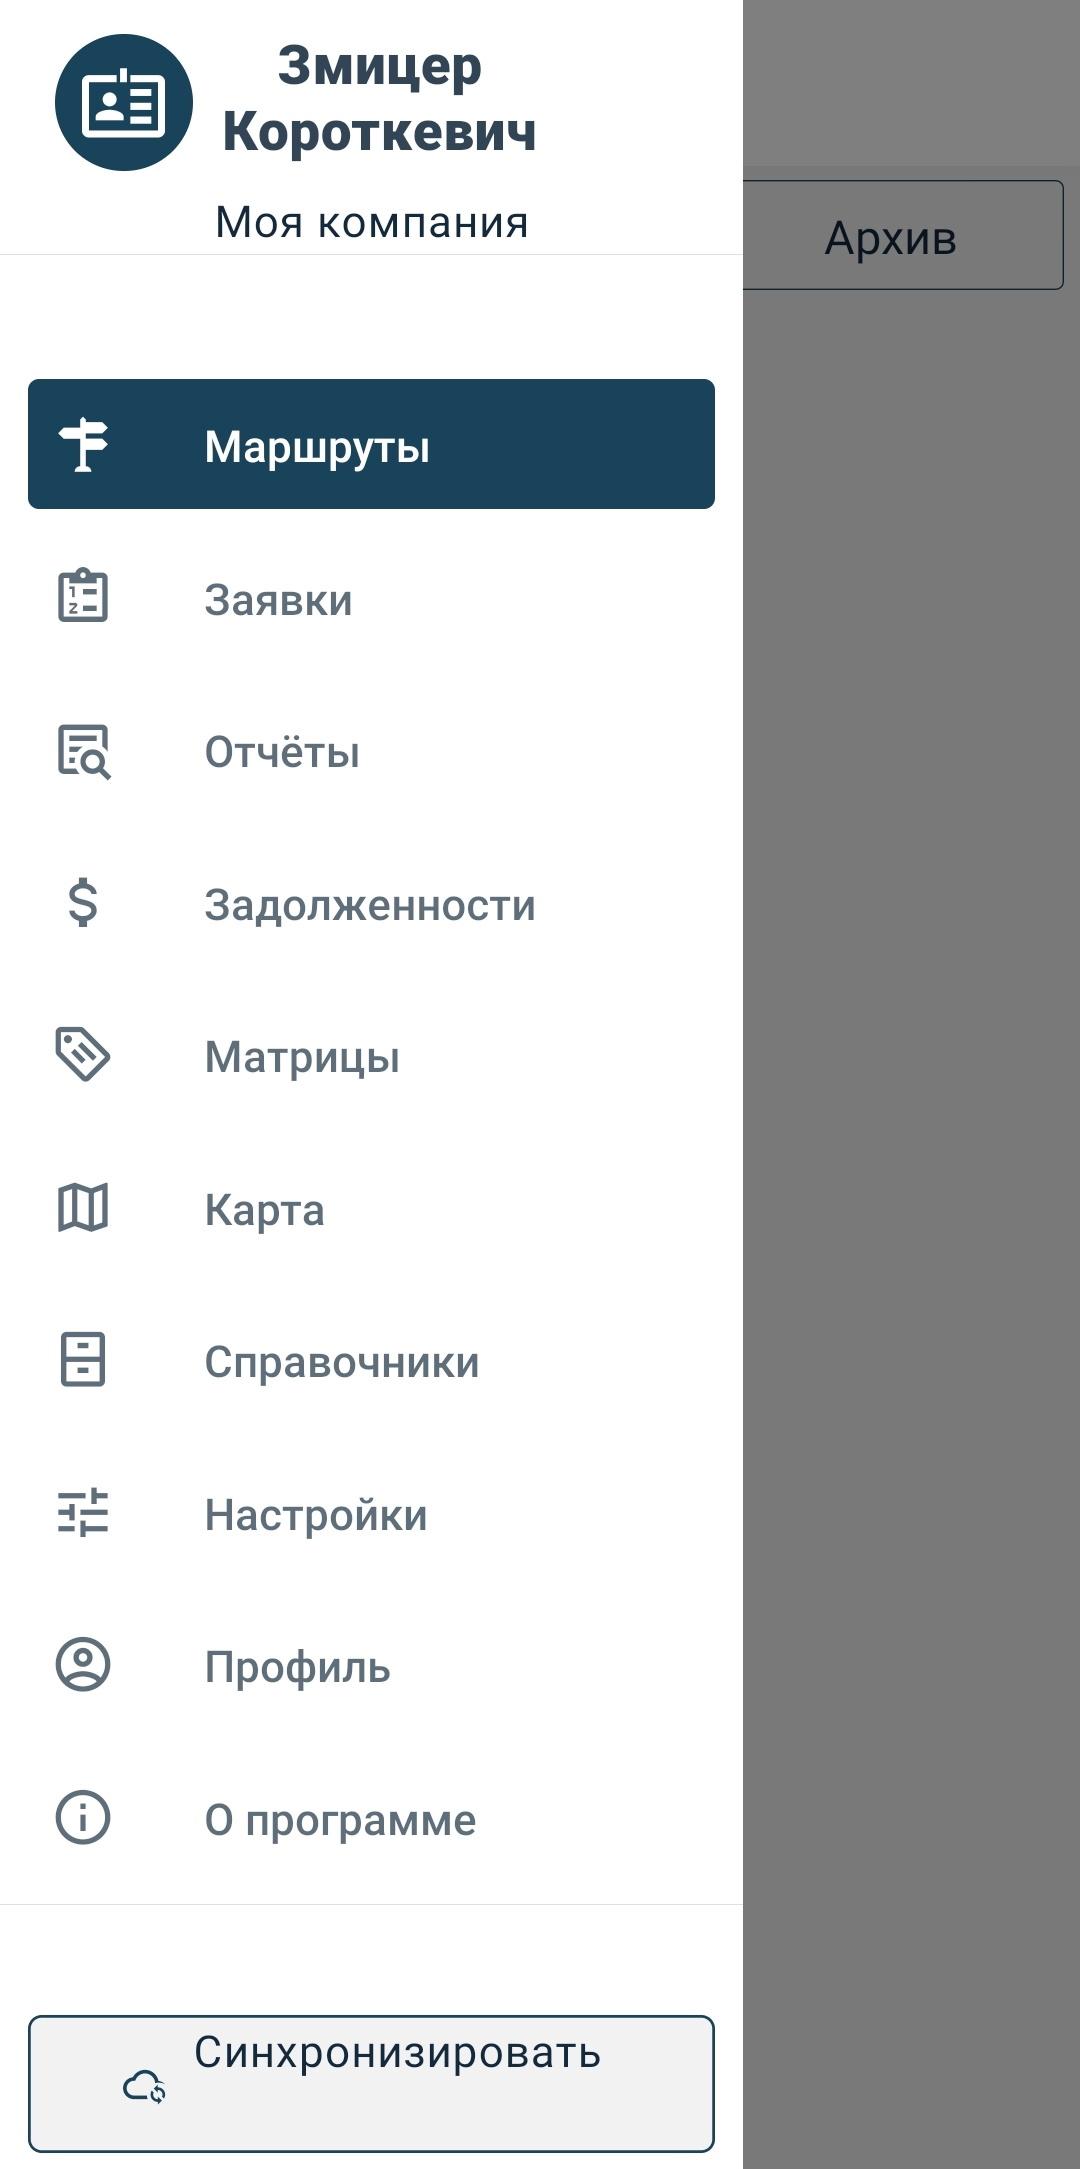 Змицер
Короткевич
Моя компания
Архив
Маршруты
Заявки
Отчёты
Задолженности
Матрицы
Карта
Справочники
Настройки
Профиль
О программе
Синхронизировать